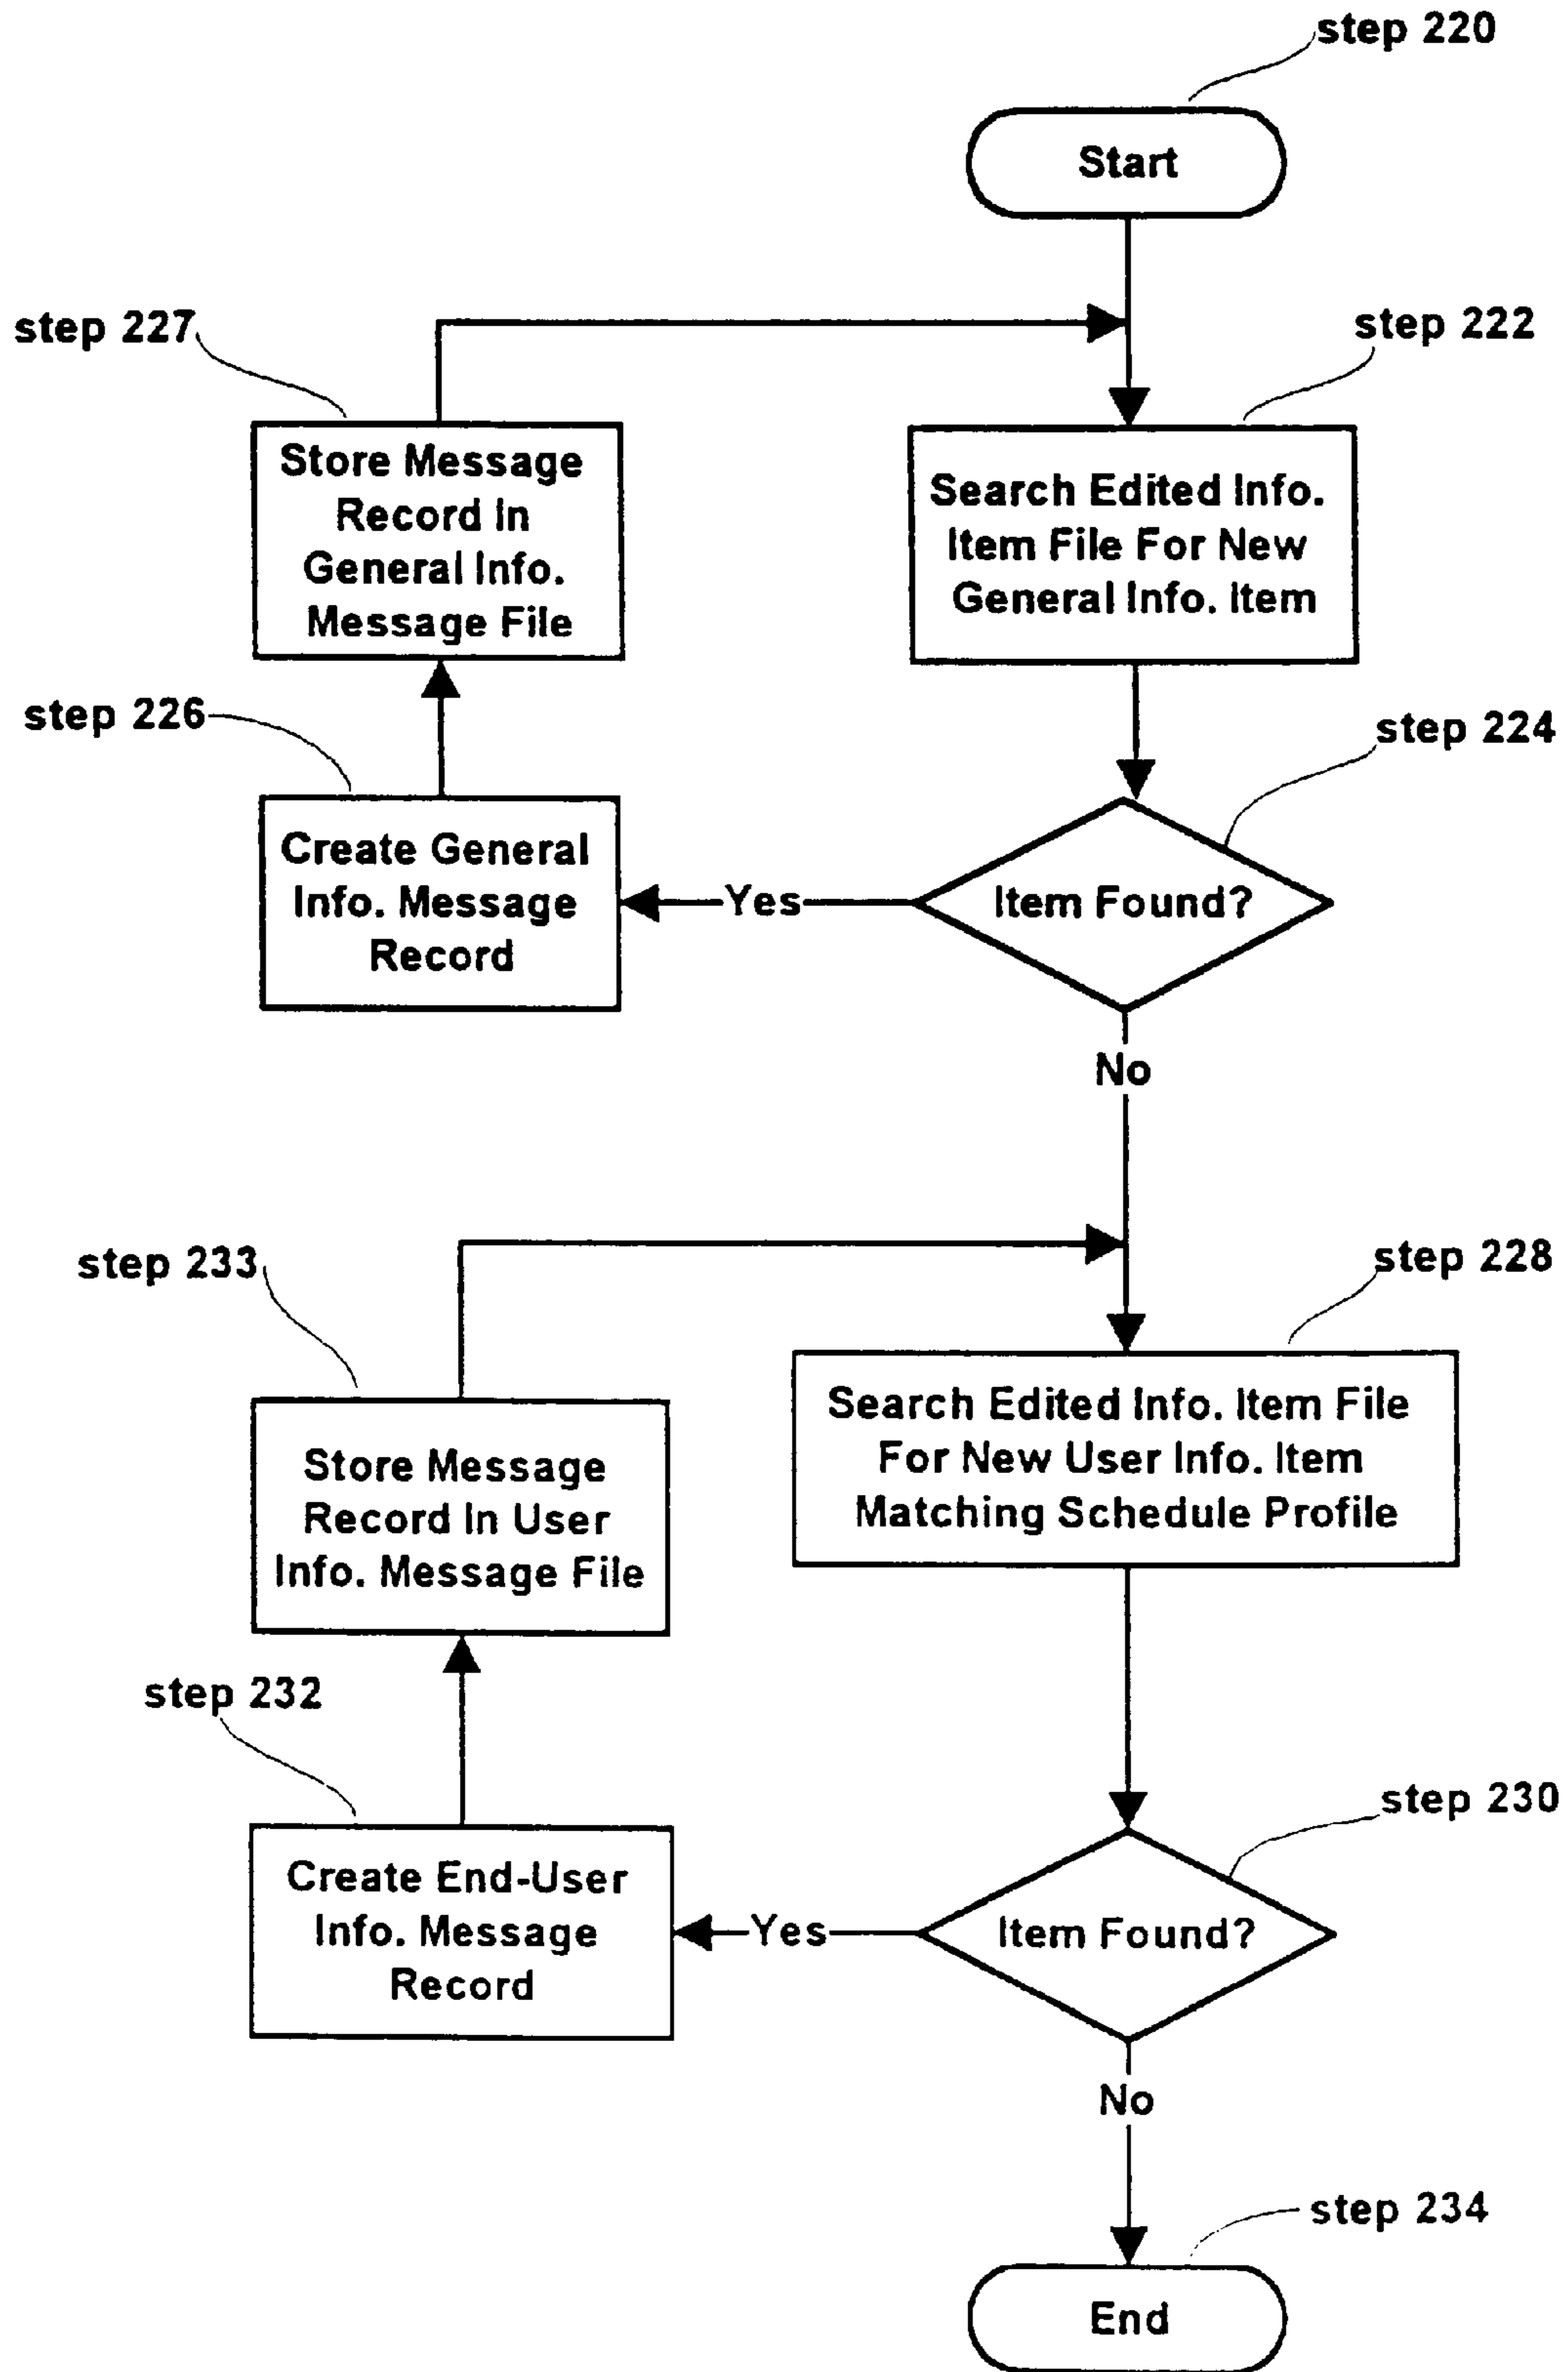 step 220
Start
step 227
step 222
Store Message
Record In
General Info.
Message File
Search Edited Info.
Item File For New
General Info. Item
step 226
step 224
Create General
Info. Message
Record
Yes
Item Found?
No
step 233
step 228
Search Edited Info. Item File
For New User Info. Item
Matching Schedule Profile
Store Message
Record In User
Info. Message File
step 232
step 230
Create End-User
Info. Message
Record
Yes
Item Found?
No
step 234
End